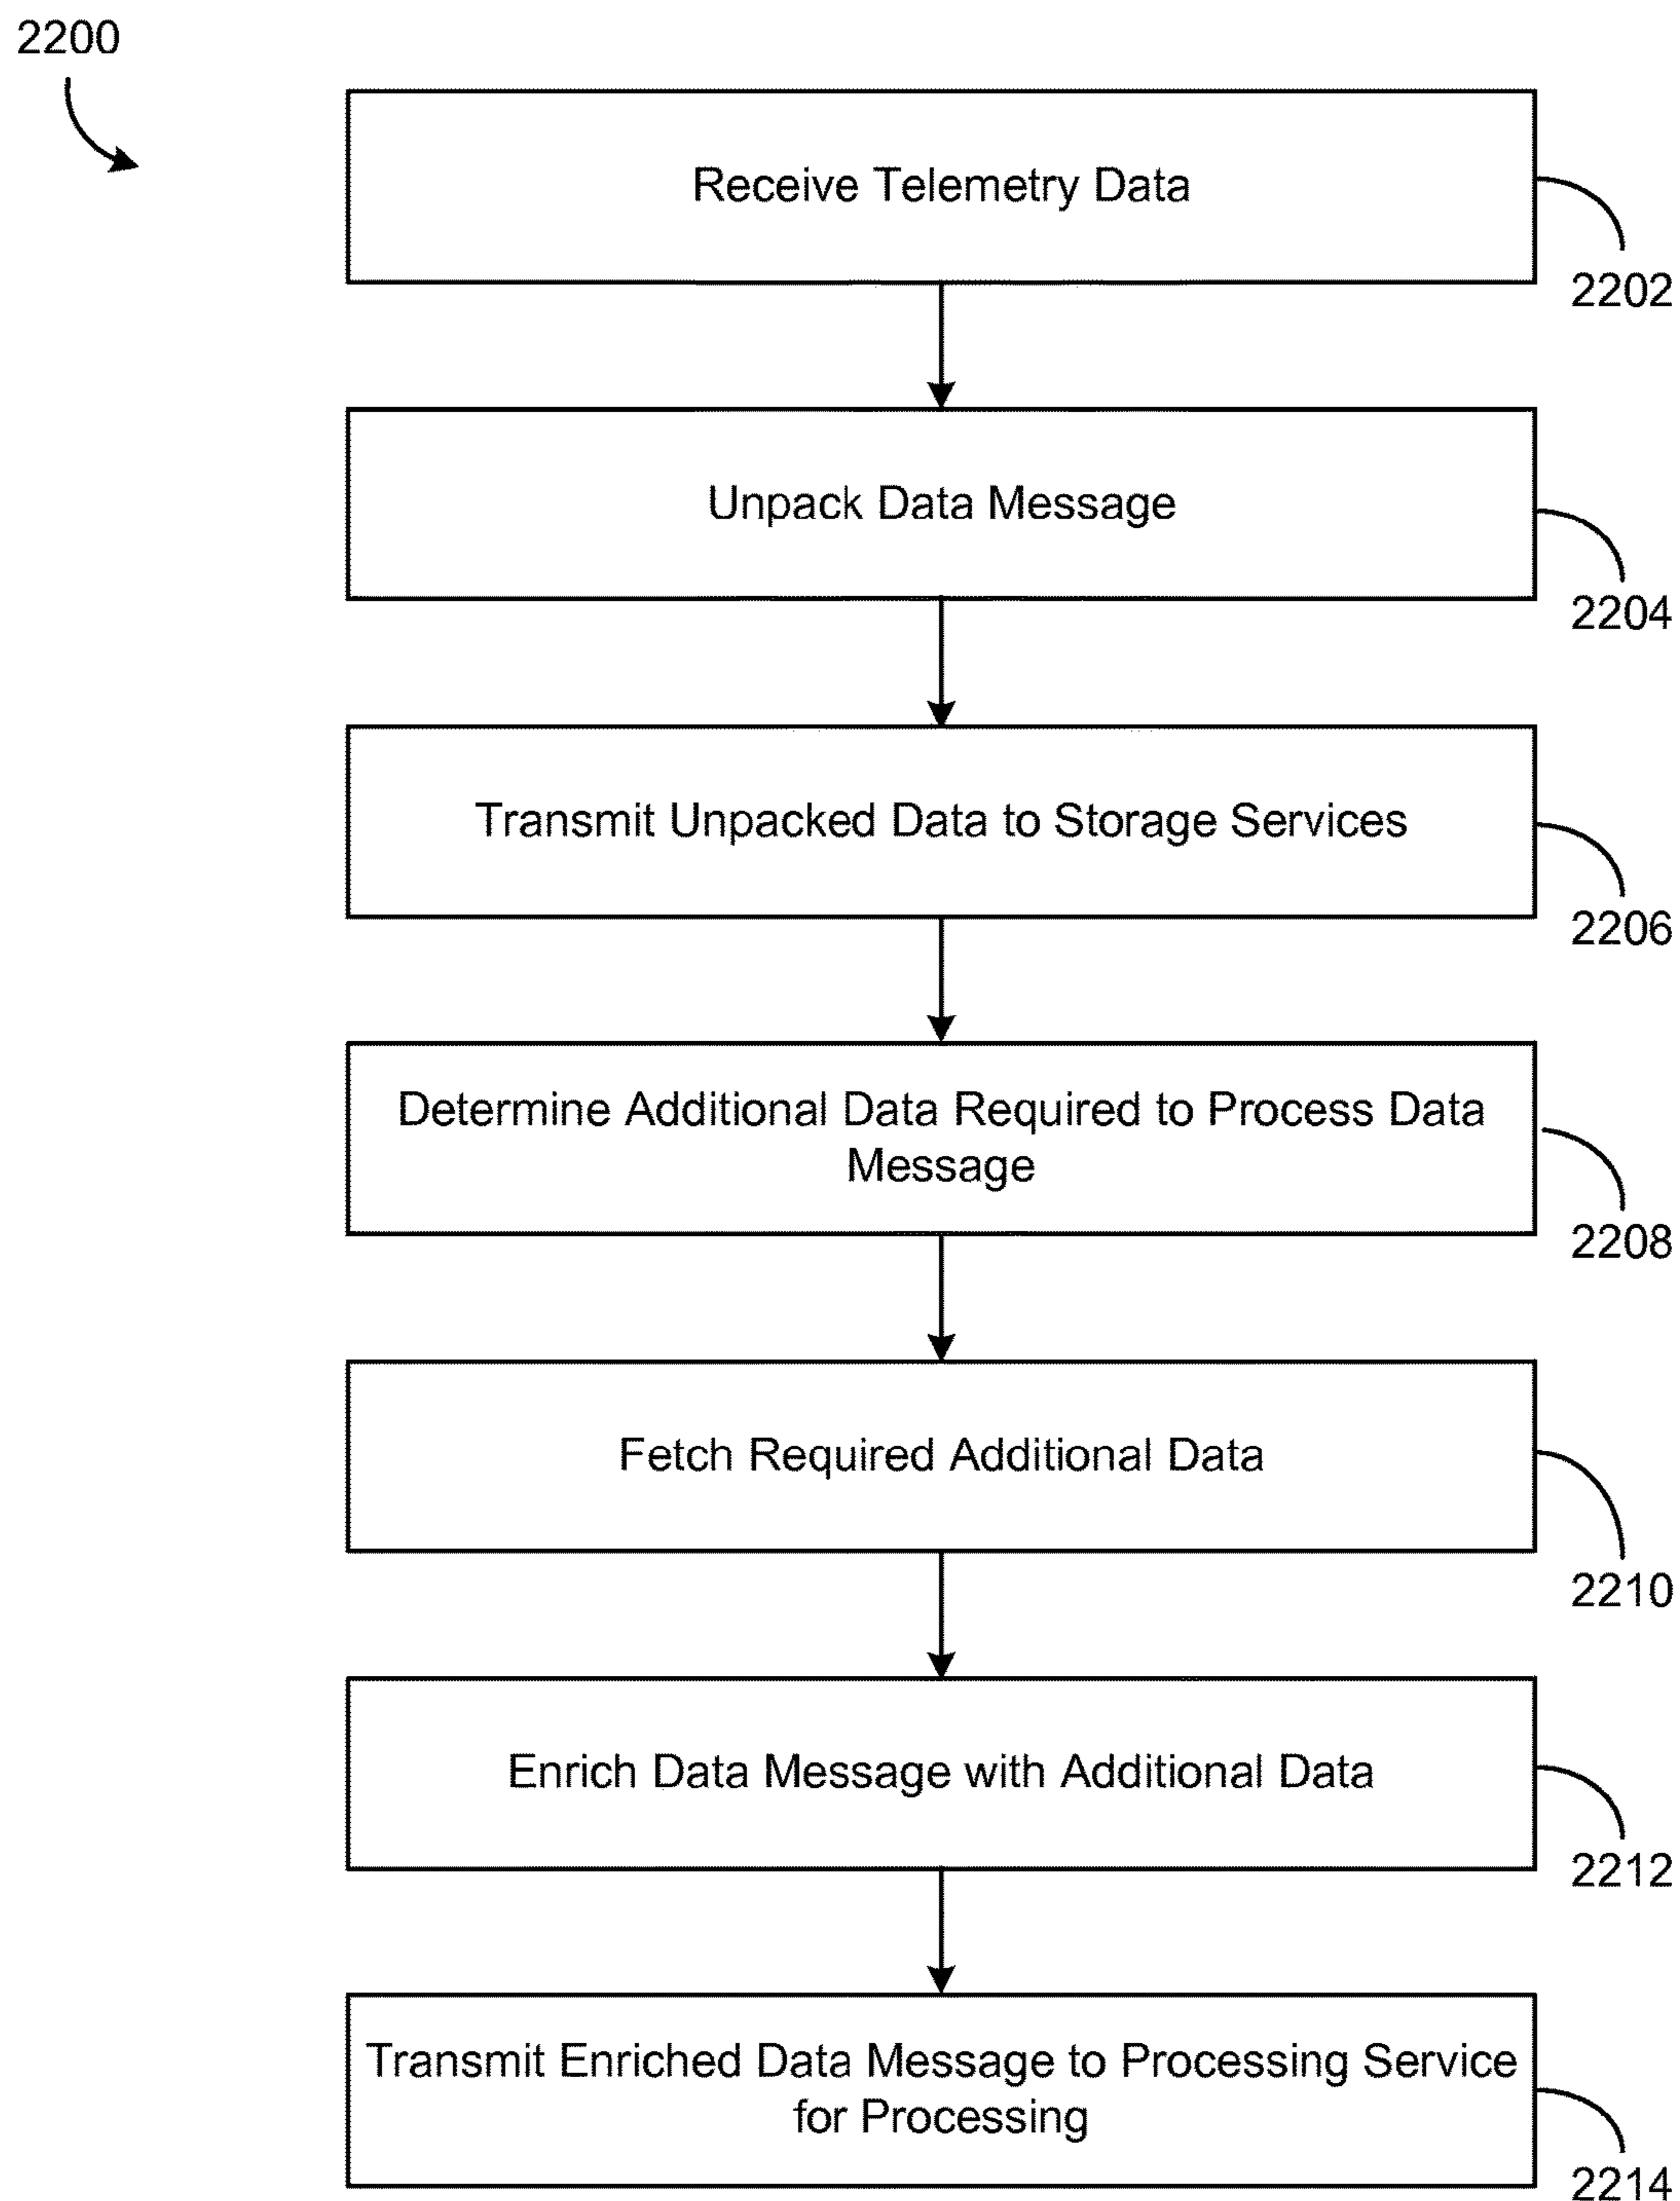 2200
Receive Telemetry Data
2202
Unpack Data Message
2204
Transmit Unpacked Data to Storage Services
2206
Determine Additional Data Required to Process Data
Message
2208
Fetch Required Additional Data
2210
Enrich Data Message with Additional Data
2212
Transmit Enriched Data Message to Processing Service
for Processing
2214